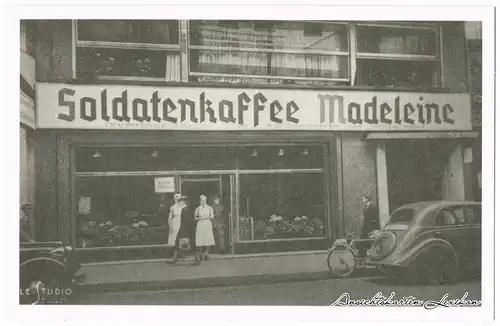 Soldatenkaffee Madeleine
LE STUDIO
Ansichtskarten Lexikon